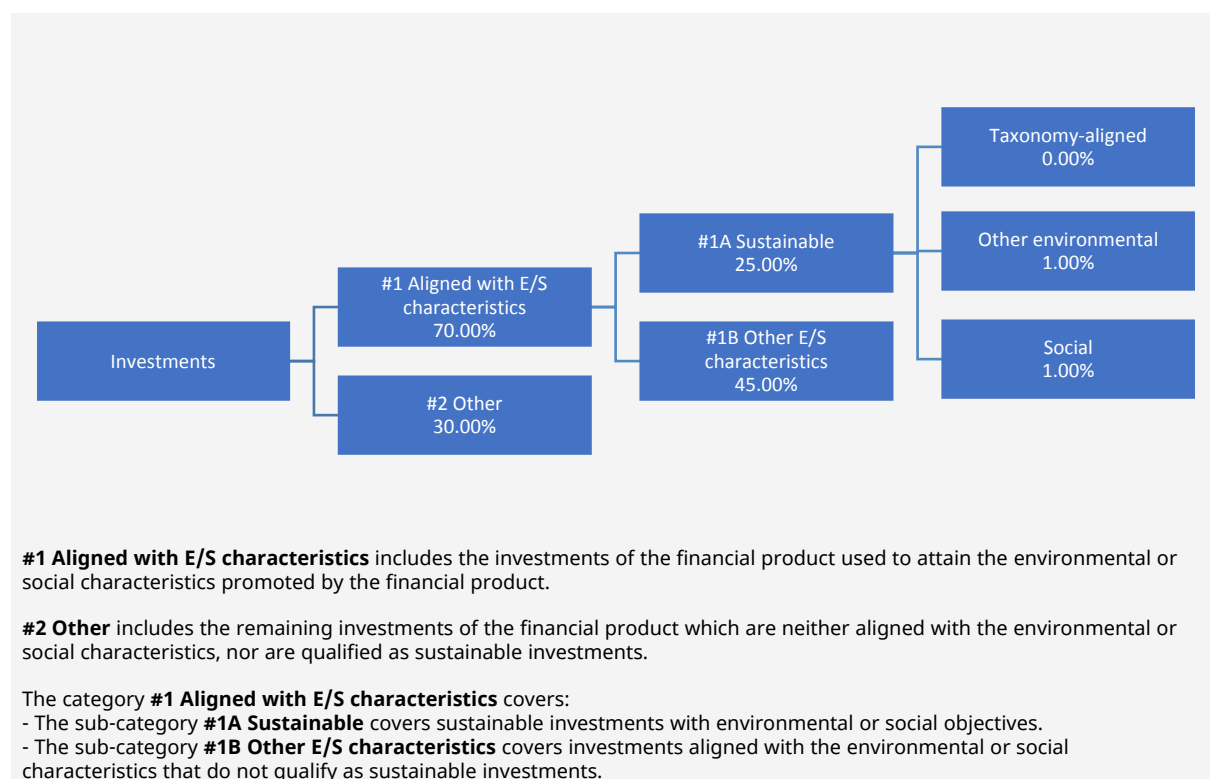 Investments
#1 Aligned with E/S
characteristics
70.00%
#2 Other
30.00%
#1A Sustainable
25.00%
#1B Other E/S
characteristics
45.00%
Taxonomy-aligned
0.00%
Other environmental
1.00%
Social
1.00%
#1 Aligned with E/S characteristics includes the investments of the financial product used to attain the environmental or
social characteristics promoted by the financial product.
#2 Other includes the remaining investments of the financial product which are neither aligned with the environmental or
social characteristics, nor are qualified as sustainable investments.
The category #1 Aligned with E/S characteristics covers:
- The sub-category #1A Sustainable covers sustainable investments with environmental or social objectives.
- The sub-category #1B Other E/S characteristics covers investments aligned with the environmental or social
characteristics that do not qualify as sustainable investments.